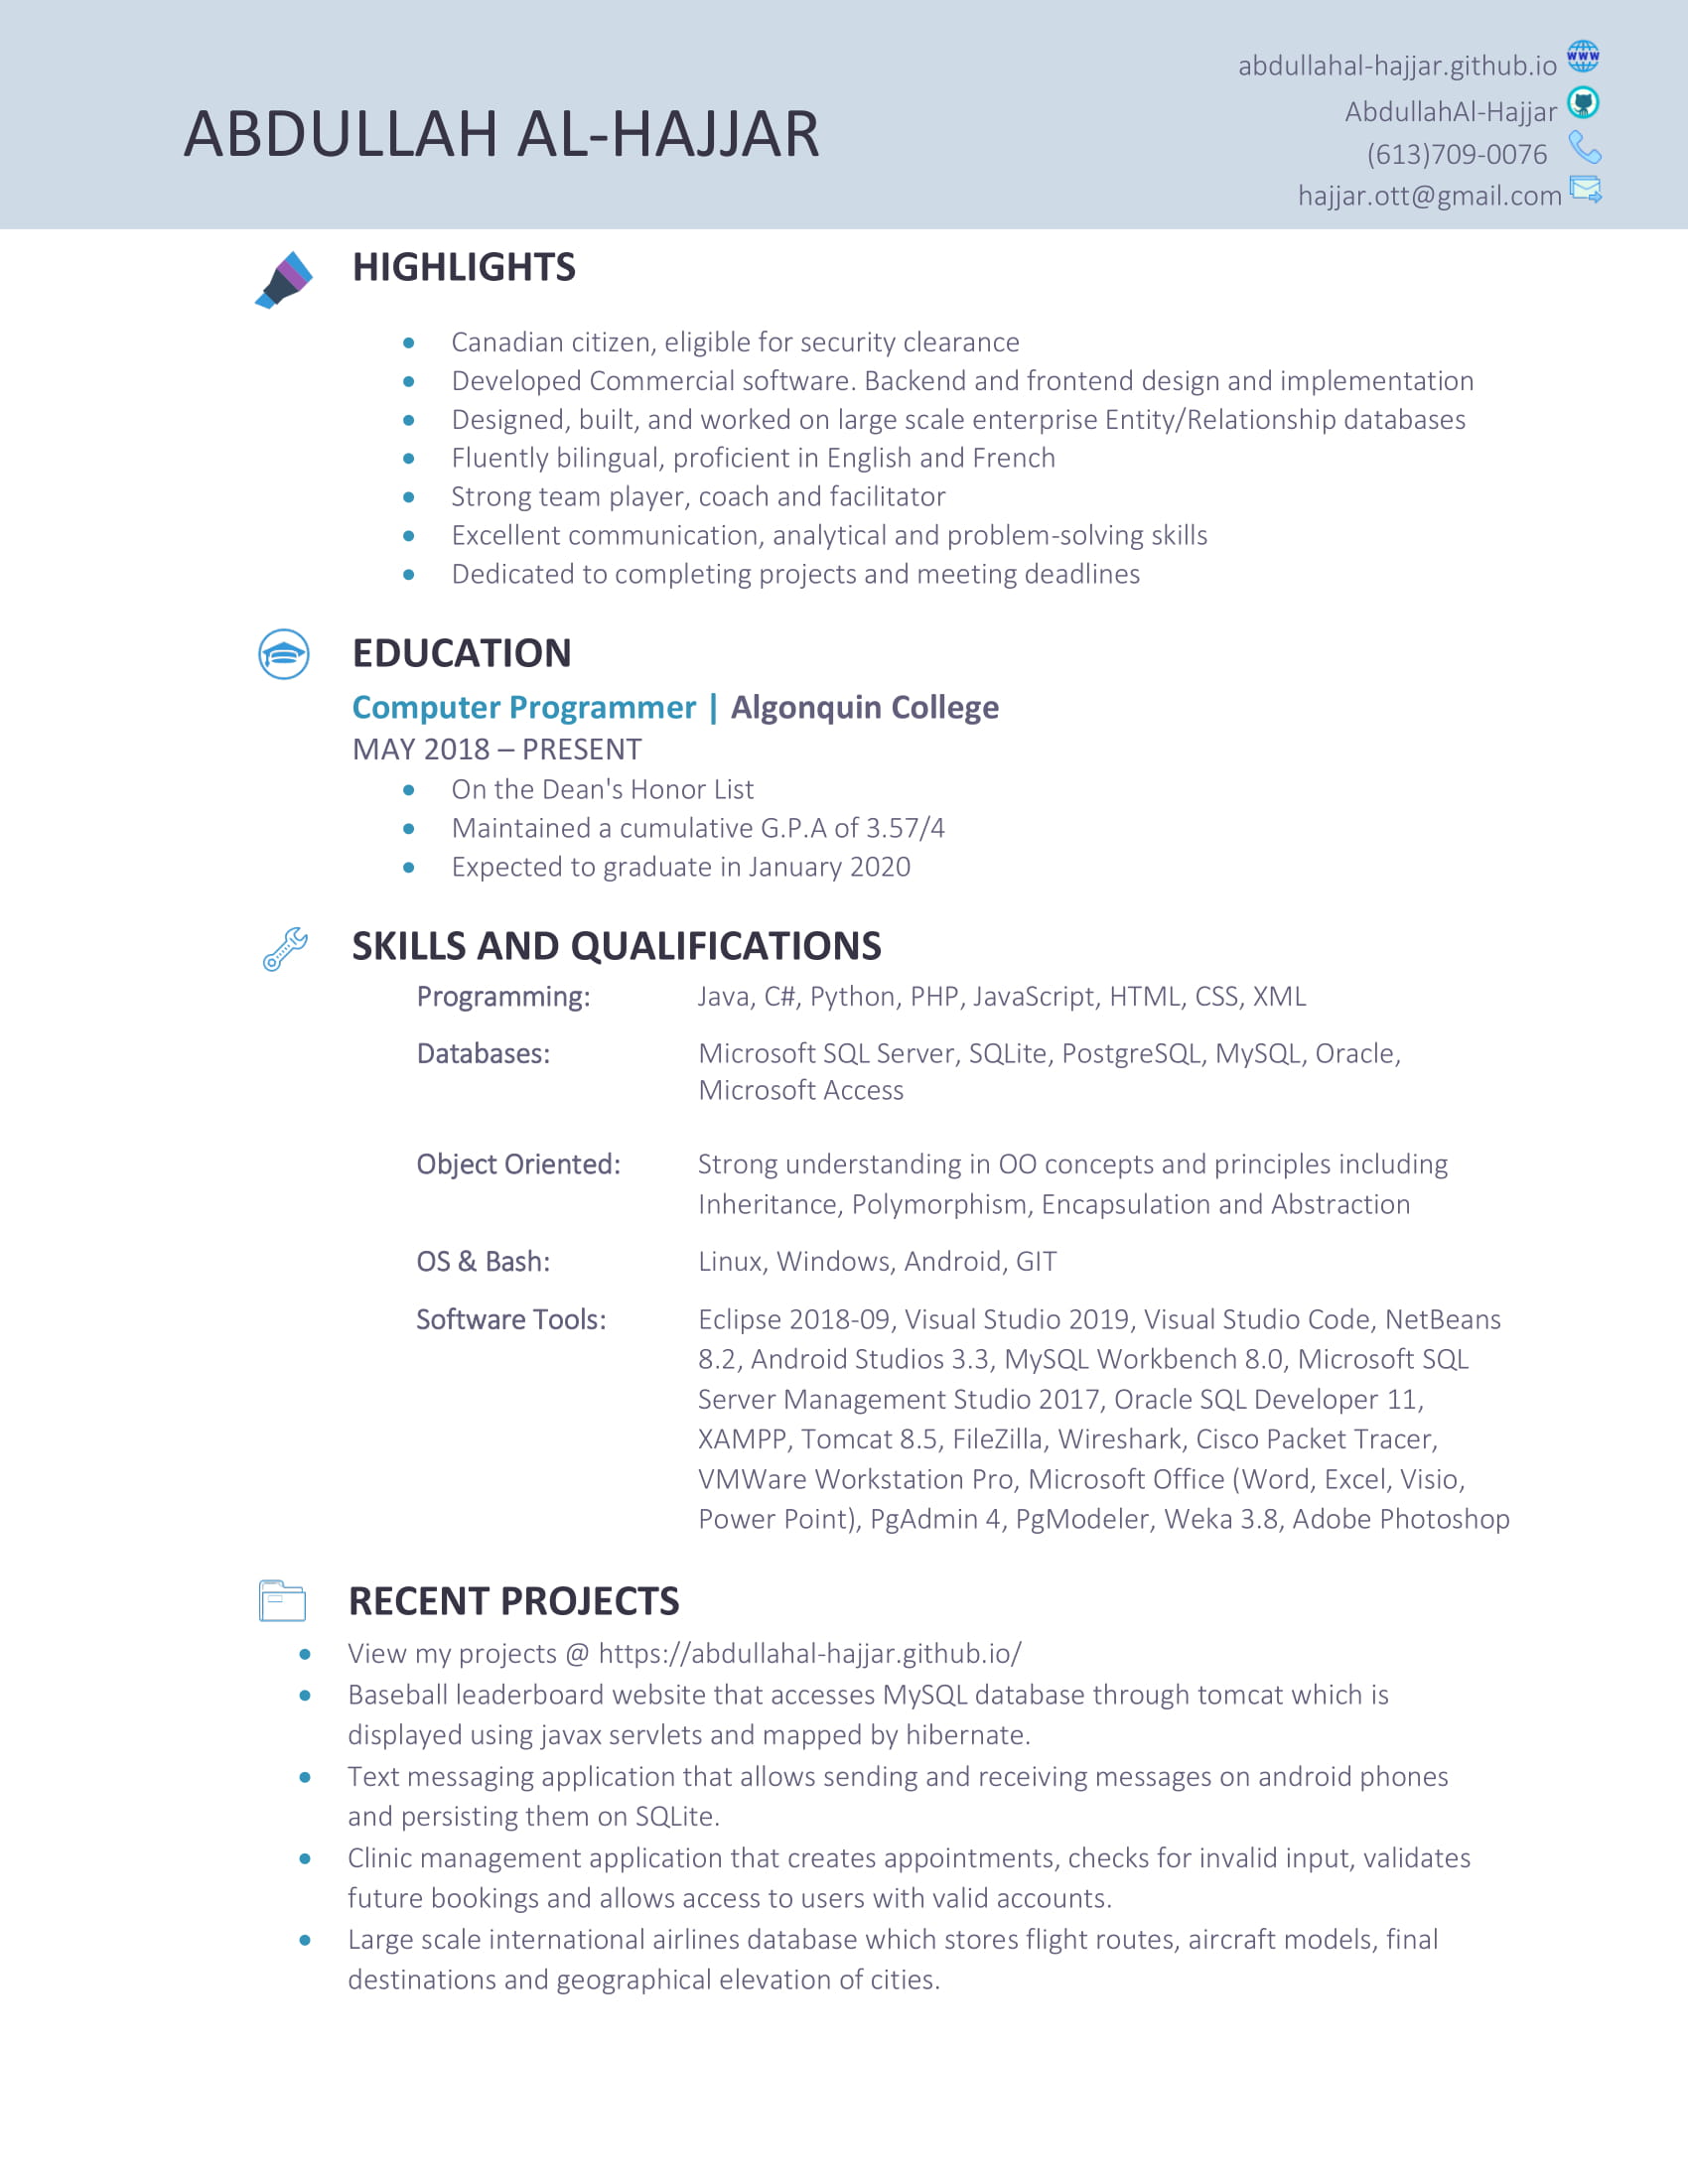 abdullahal-hajjar.github.io
WWW
AbdullahAl-Hajjar
ABDULLAH AL-HAJJAR
(613)709-0076
hajjar.ott@gmail.com
HIGHLIGHTS
• Canadian citizen, eligible for security clearance
• Developed Commercial software. Backend and frontend design and implementation
• Designed, built, and worked on large scale enterprise Entity/Relationship databases
• Fluently bilingual, proficient in English and French
• Strong team player, coach and facilitator
• Excellent communication, analytical and problem-solving skills
• Dedicated to completing projects and meeting deadlines
EDUCATION
Computer Programmer | Algonquin College
MAY 2018 – PRESENT
• On the Dean's Honor List
• Maintained a cumulative G.P.A of 3.57/4
• Expected to graduate in January 2020
SKILLS AND QUALIFICATIONS
Programming: Java, C#, Python, PHP, JavaScript, HTML, CSS, XML
Databases: Microsoft SQL Server, SQLite, PostgreSQL, MySQL, Oracle,
Microsoft Access
Object Oriented: Strong understanding in OO concepts and principles including
Inheritance, Polymorphism, Encapsulation and Abstraction
OS & Bash: Linux, Windows, Android, GIT
Software Tools: Eclipse 2018-09, Visual Studio 2019, Visual Studio Code, NetBeans
8.2, Android Studios 3.3, MySQL Workbench 8.0, Microsoft SQL
Server Management Studio 2017, Oracle SQL Developer 11,
XAMPP, Tomcat 8.5, FileZilla, Wireshark, Cisco Packet Tracer,
VMWare Workstation Pro, Microsoft Office (Word, Excel, Visio,
Power Point), PgAdmin 4, PgModeler, Weka 3.8, Adobe Photoshop
RECENT PROJECTS
• View my projects @ https://abdullahal-hajjar.github.io/
• Baseball leaderboard website that accesses MySQL database through tomcat which is
displayed using javax servlets and mapped by hibernate.
• Text messaging application that allows sending and receiving messages on android phones
and persisting them on SQLite.
• Clinic management application that creates appointments, checks for invalid input, validates
future bookings and allows access to users with valid accounts.
• Large scale international airlines database which stores flight routes, aircraft models, final
destinations and geographical elevation of cities.